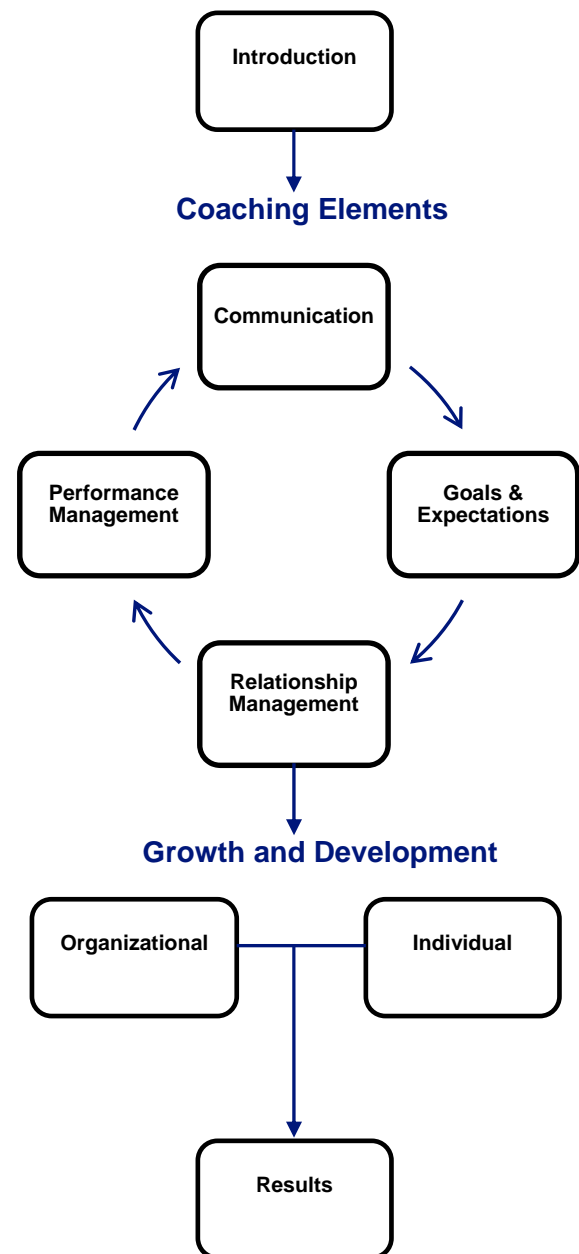 Introduction
Coaching Elements
Communication
Performance
Management
Goals &
Expectations
Relationship
Management
Growth and Development
Organizational
Individual
Results